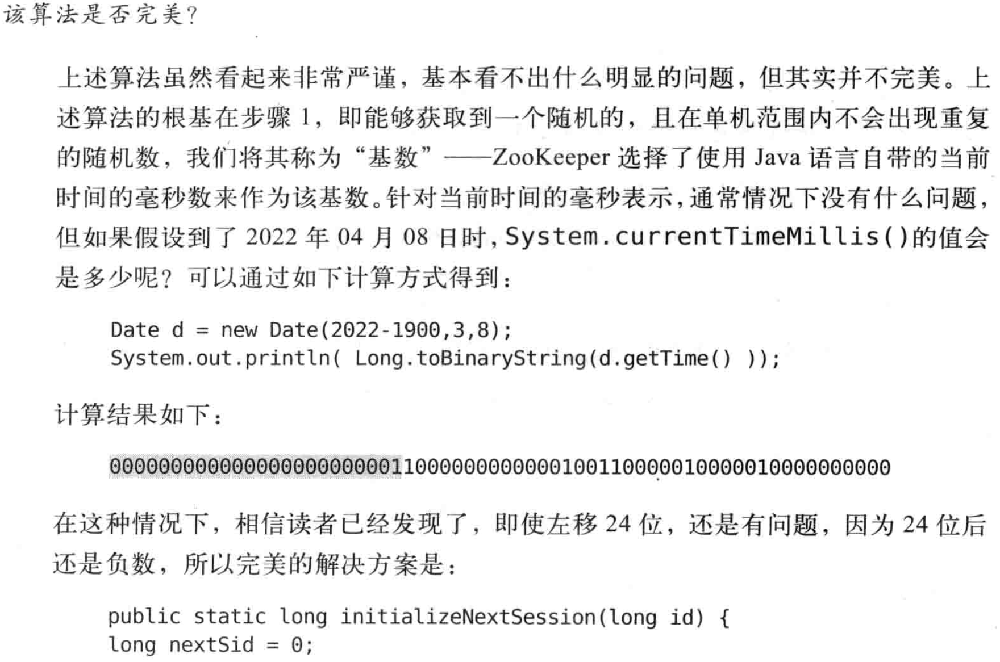 该算法是否完美?
上述算法虽然看起来非常严谨，基本看不出什么明显的问题，但其实并不完美。上
述算法的根基在步骤 1，即能够获取到一个随机的，且在单机范围内不会出现重复
的随机数，我们将其称为“基数”——ZooKeeper 选择了使用 Java 语言自带的当前
时间的毫秒数来作为该基数。针对当前时间的毫秒表示，通常情况下没有什么问题，
但如果假设到了 2022 年 04 月 08 日时，System.currentTimeMillis()的值会
是多少呢？可以通过如下计算方式得到：
Date d = new Date(2022-1900,3,8);
System.out.println( Long.toBinaryString(d.getTime() ));
计算结果如下：
0000000000000000000000011000000000000100110000010000010000000000
在这种情况下，相信读者已经发现了，即使左移 24 位，还是有问题，因为 24 位后
还是负数，所以完美的解决方案是：
public static long initializeNextSession(long id) {
long nextSid = 0;